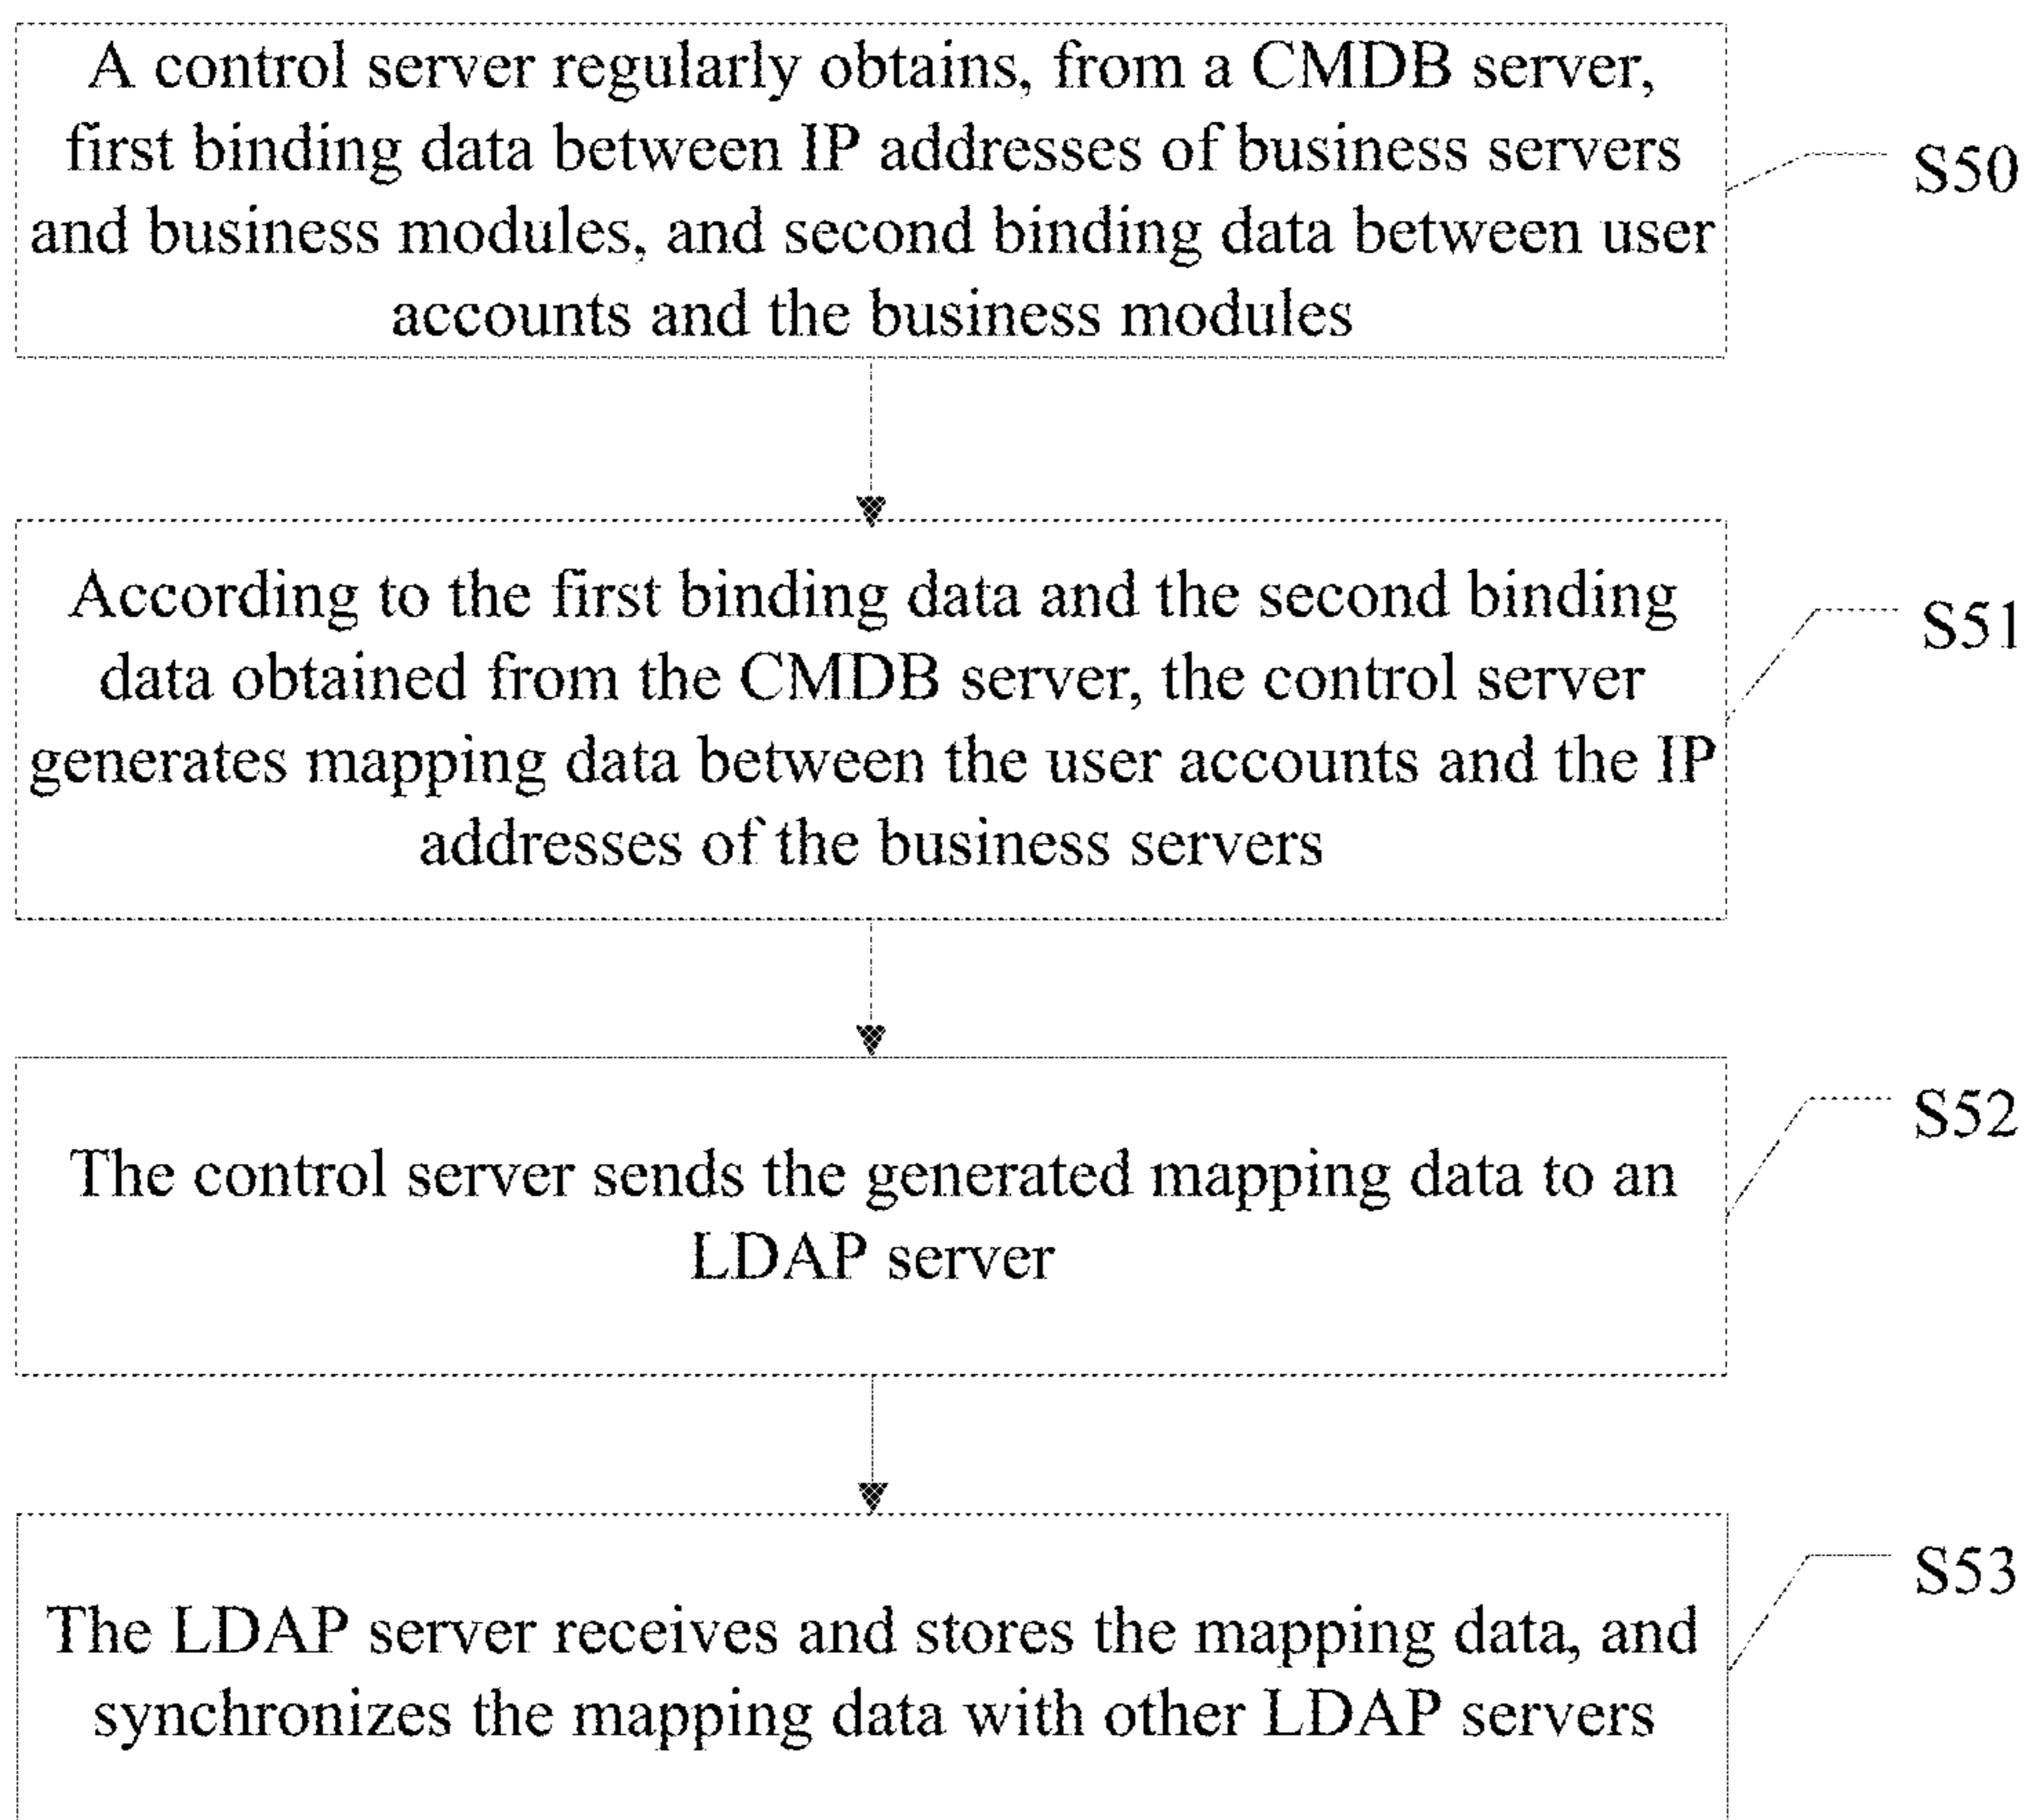 A control server regularly obtains, from a CMDB server,
first binding data between IP addresses of business servers
and business modules, and second binding data between user
accounts and the business modules
S50
According to the first binding data and the second binding
data obtained from the CMDB server, the control server
generates mapping data between the user accounts and the IP
addresses of the business servers
S51
The control server sends the generated mapping data to an
LDAP server
S52
The LDAP server receives and stores the mapping data, and
synchronizes the mapping data with other LDAP servers
S53